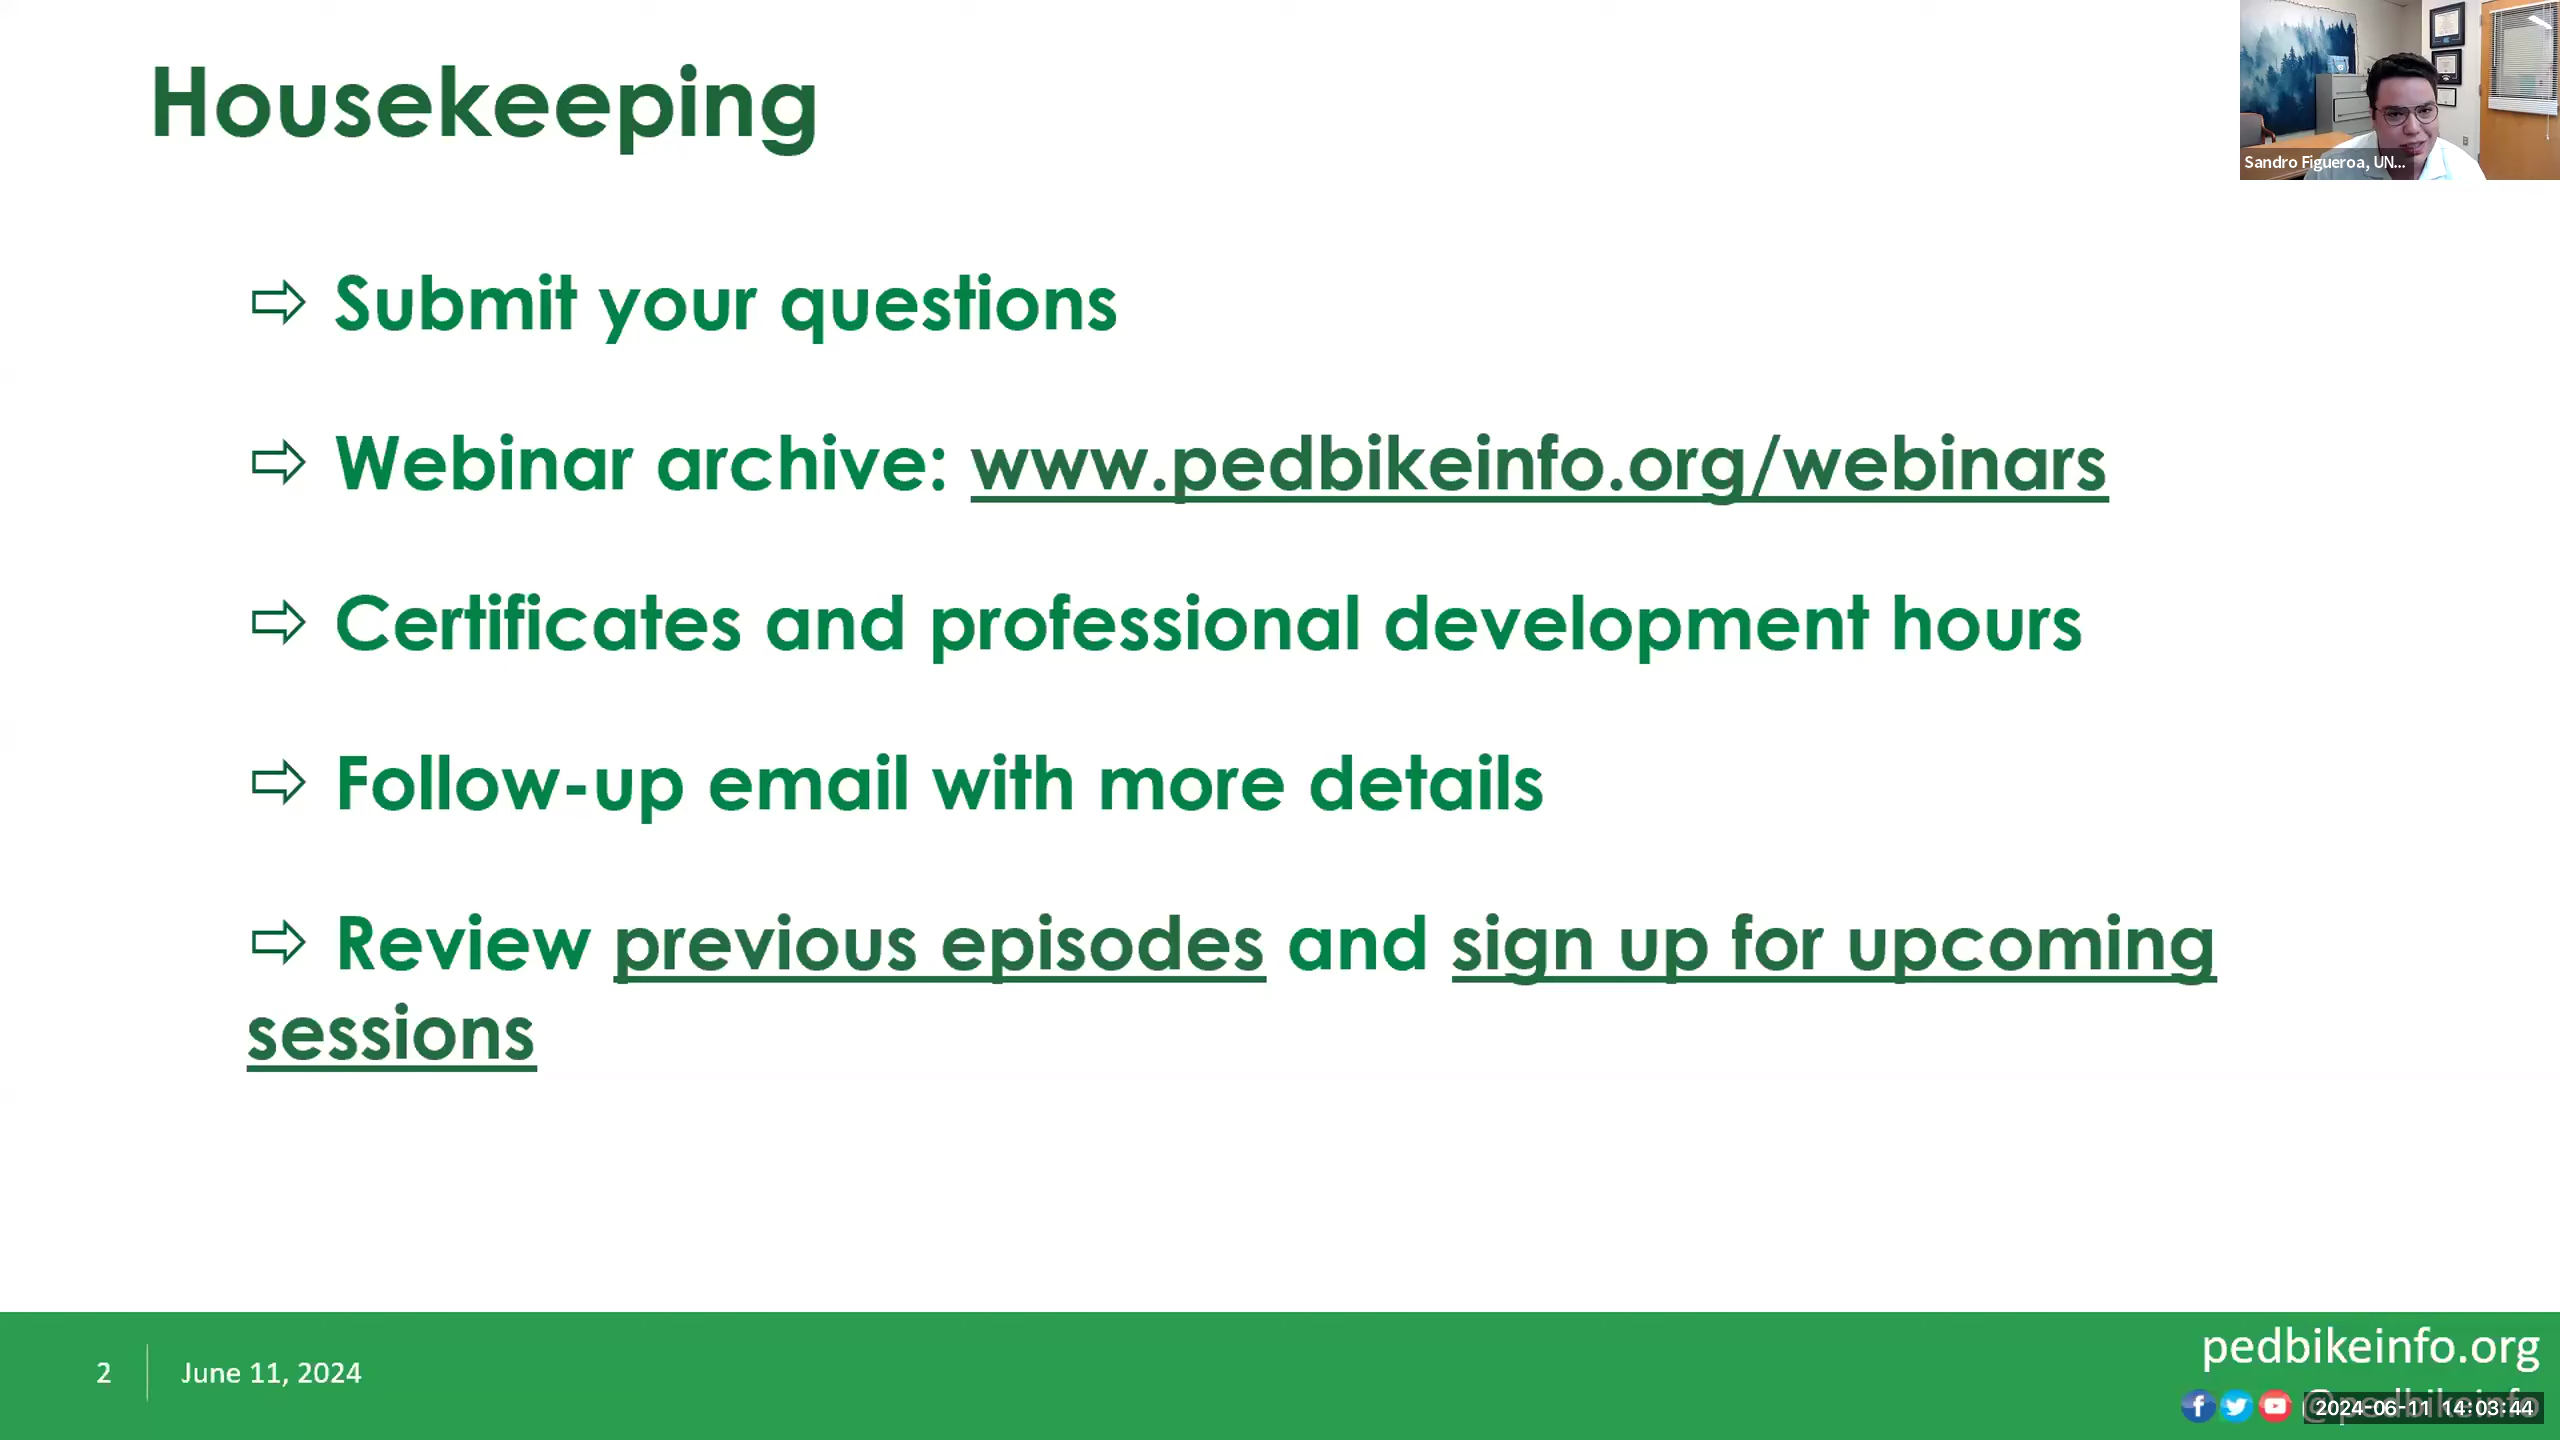 Housekeeping
Sandro Figueroa, UN...
⇨ Submit your questions
⇨ Webinar archive: www.pedbikeinfo.org/webinars
⇨ Certificates and professional development hours
⇨ Follow-up email with more details
⇨ Review previous episodes and sign up for upcoming
sessions
2
June 11, 2024
pedbikeinfo.org
@pedbikeinfo
2024-06-11 14:03:44